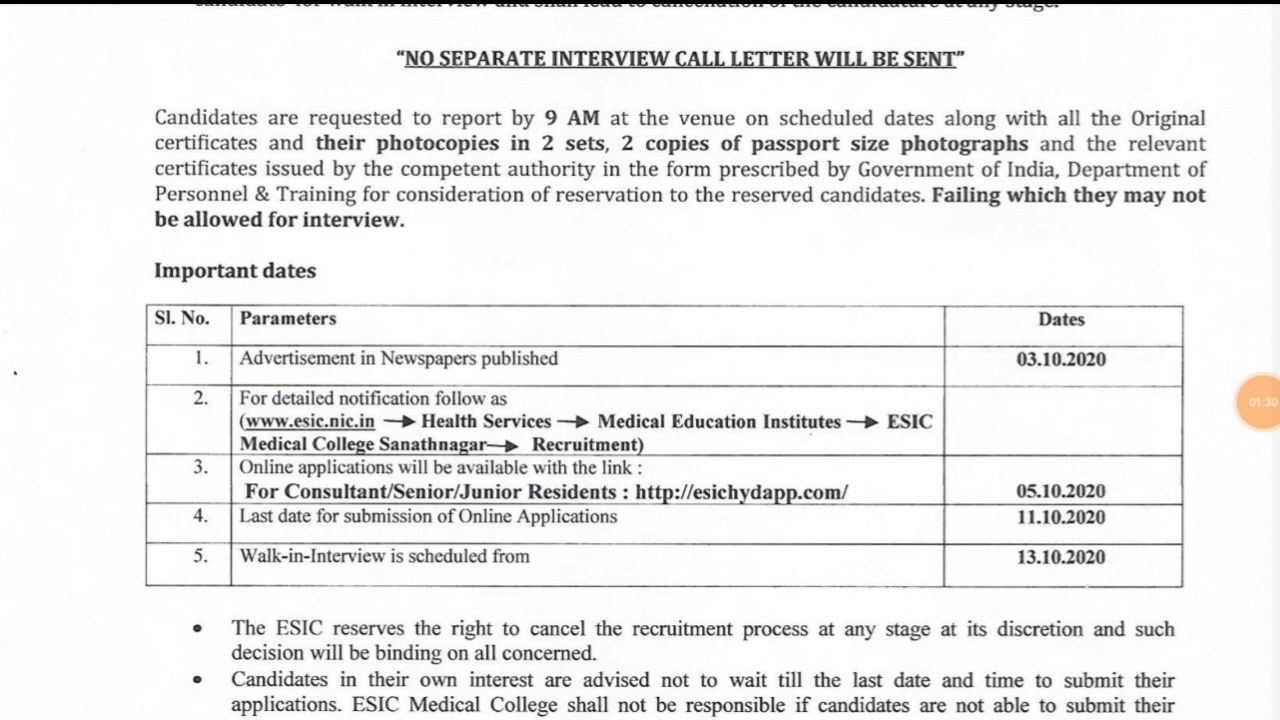 “NO SEPARATE INTERVIEW CALL LETTER WILL BE SENT”
Candidates are requested to report by 9 AM at the venue on scheduled dates along with all the Original
certificates and their photocopies in 2 sets, 2 copies of passport size photographs and the relevant
certificates issued by the competent authority in the form prescribed by Government of India, Department of
Personnel & Training for consideration of reservation to the reserved candidates. Failing which they may not
be allowed for interview.
Important dates
Sl. No. Parameters Dates
1. Advertisement in Newspapers published 03.10.2020
2. For detailed notification follow as
(www.esic.nic.in → Health Services → Medical Education Institutes → ESIC
Medical College Sanathnagar → Recruitment)
3. Online applications will be available with the link :
For Consultant/Senior/Junior Residents : http://esichydapp.com/ 05.10.2020
4. Last date for submission of Online Applications 11.10.2020
5. Walk-in-Interview is scheduled from 13.10.2020
• The ESIC reserves the right to cancel the recruitment process at any stage at its discretion and such
decision will be binding on all concerned.
• Candidates in their own interest are advised not to wait till the last date and time to submit their
applications. ESIC Medical College shall not be responsible if candidates are not able to submit their
01:30